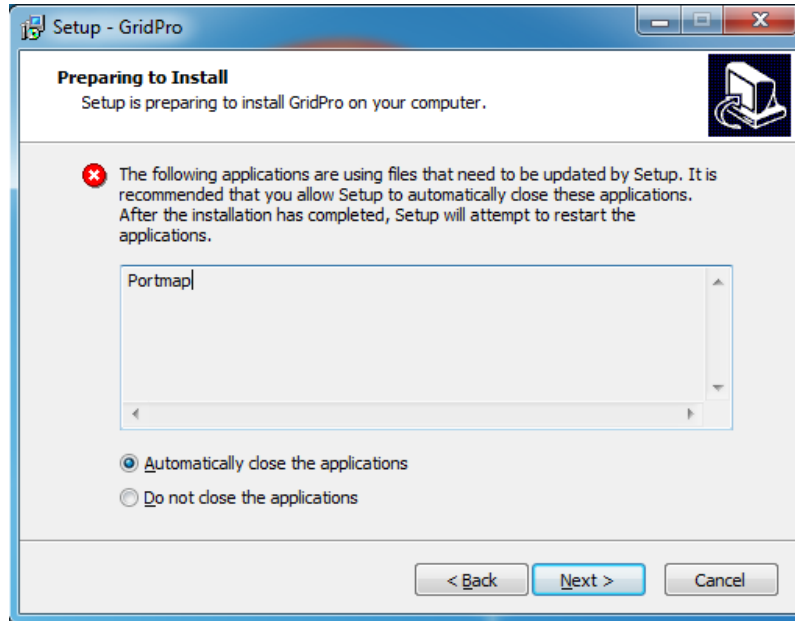 Setup - GridPro
Preparing to Install
Setup is preparing to install GridPro on your computer.
The following applications are using files that need to be updated by Setup. It is
recommended that you allow Setup to automatically close these applications.
After the installation has completed, Setup will attempt to restart the
applications.
Portmap
Automatically close the applications
Do not close the applications
< Back Next > Cancel